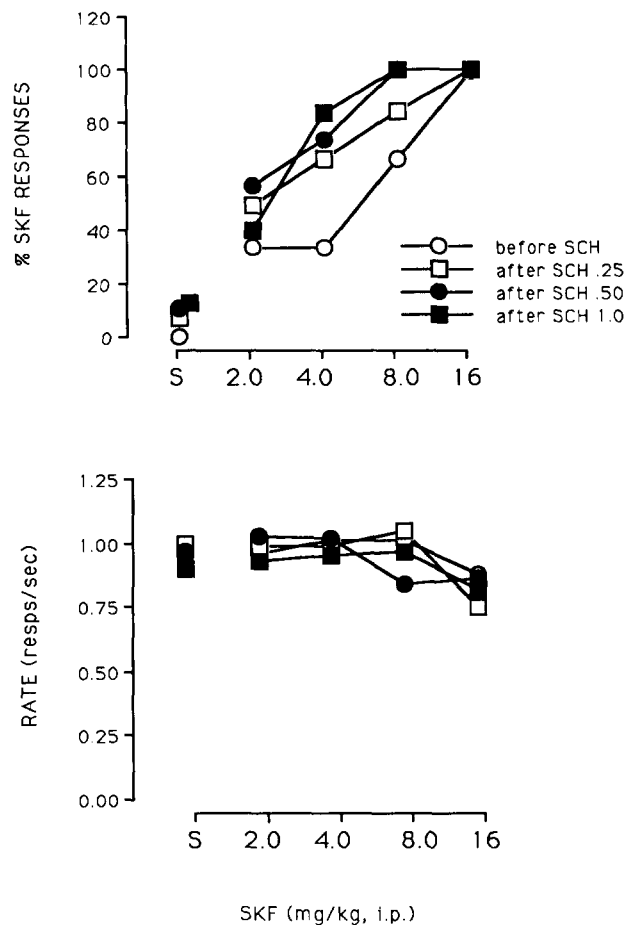 120
100
80
60
40
20
0
% SKF RESPONSES
before SCH
after SCH .25
after SCH .50
after SCH 1.0
S 2.0 4.0 8.0 16
1.25
1.00
0.75
0.50
0.25
0.00
RATE (resps/sec)
S 2.0 4.0 8.0 16
SKF (mg/kg, i.p.)